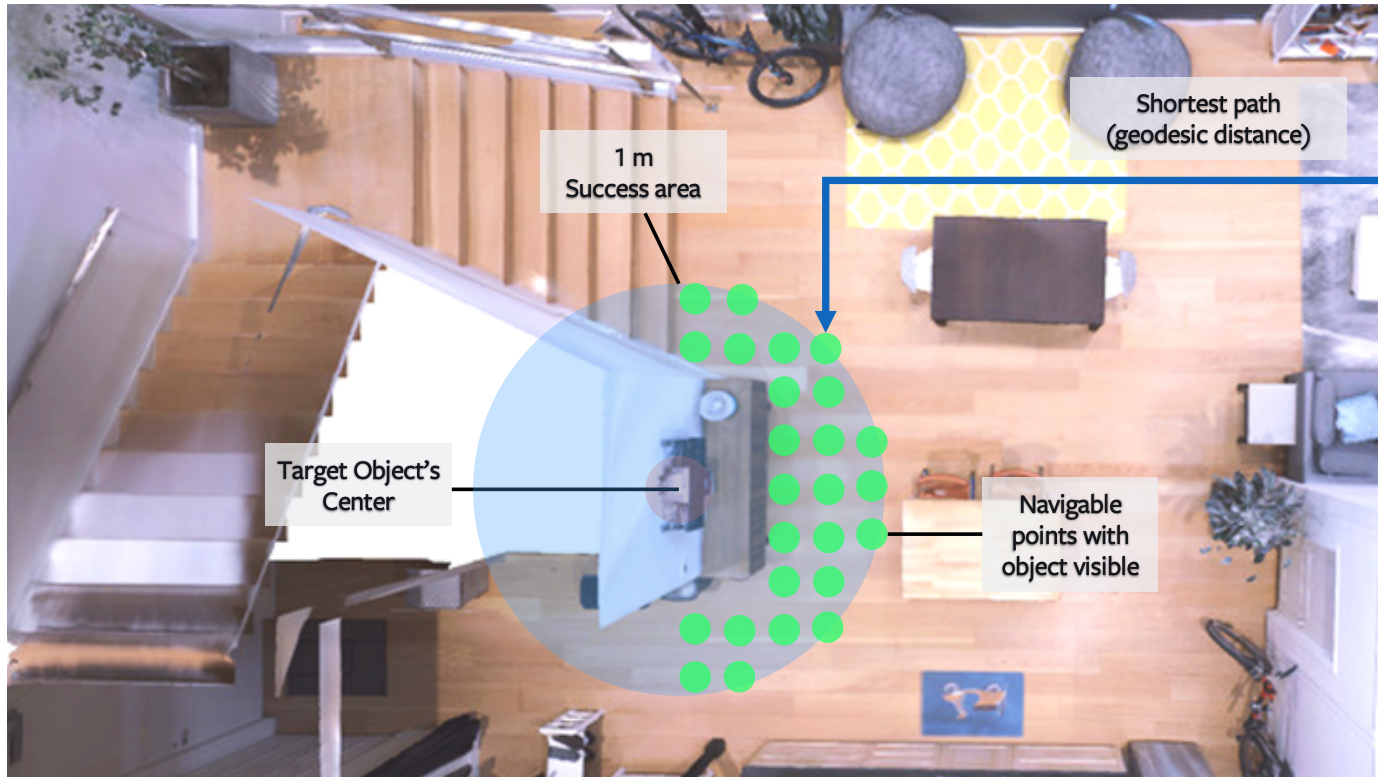 1 m
Success area
Shortest path
(geodesic distance)
Target Object's
Center
Navigable
points with
object visible